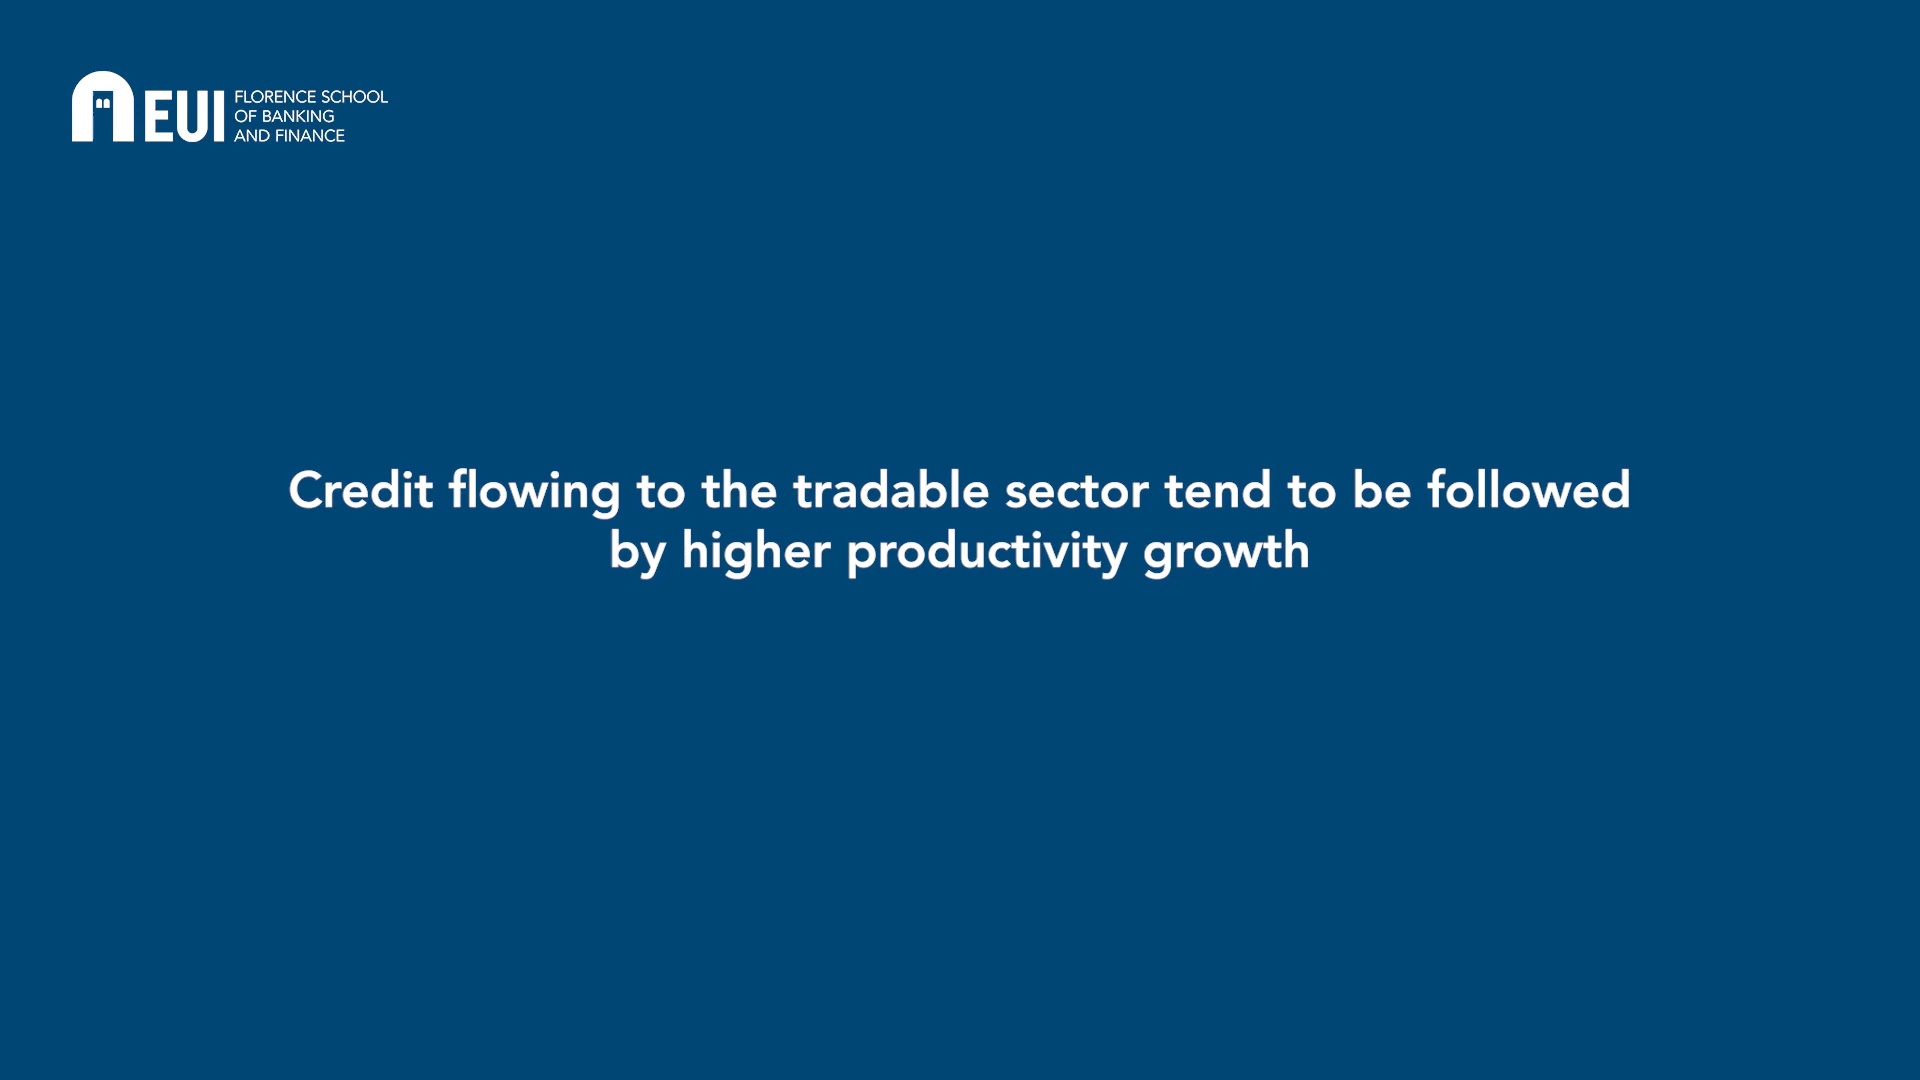 EUI
FLORENCE SCHOOL
OF BANKING
AND FINANCE
Credit flowing to the tradable sector tend to be followed
by higher productivity growth